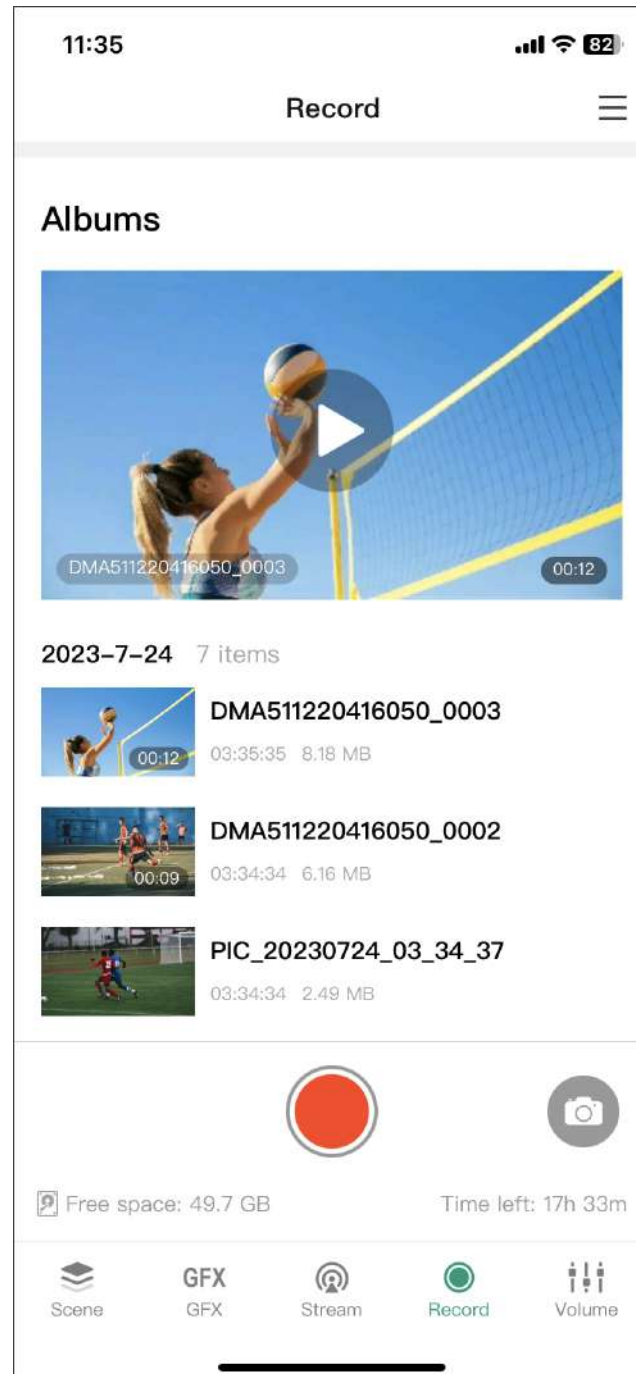 11:35
82
Record
Albums
DMA511220416050_0003
00:12
2023-7-24 7 items
DMA511220416050_0003
00:12
03:35:35 8.18 MB
DMA511220416050_0002
00:09
03:34:34 6.16 MB
PIC_20230724_03_34_37
03:34:34 2.49 MB
Free space: 49.7 GB
Time left: 17h 33m
GFX
Scene GFX Stream Record Volume